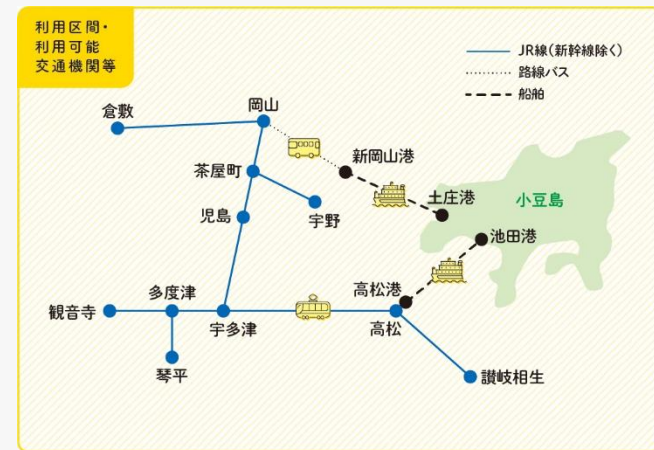 利用区間・
利用可能
交通機関等
JR線(新幹線除く)
路線バス
船舶
倉敷
岡山
新岡山港
茶屋町
土庄港
小豆島
児島
宇野
池田港
高松港
観音寺
多度津
宇多津
高松
琴平
讃岐相生